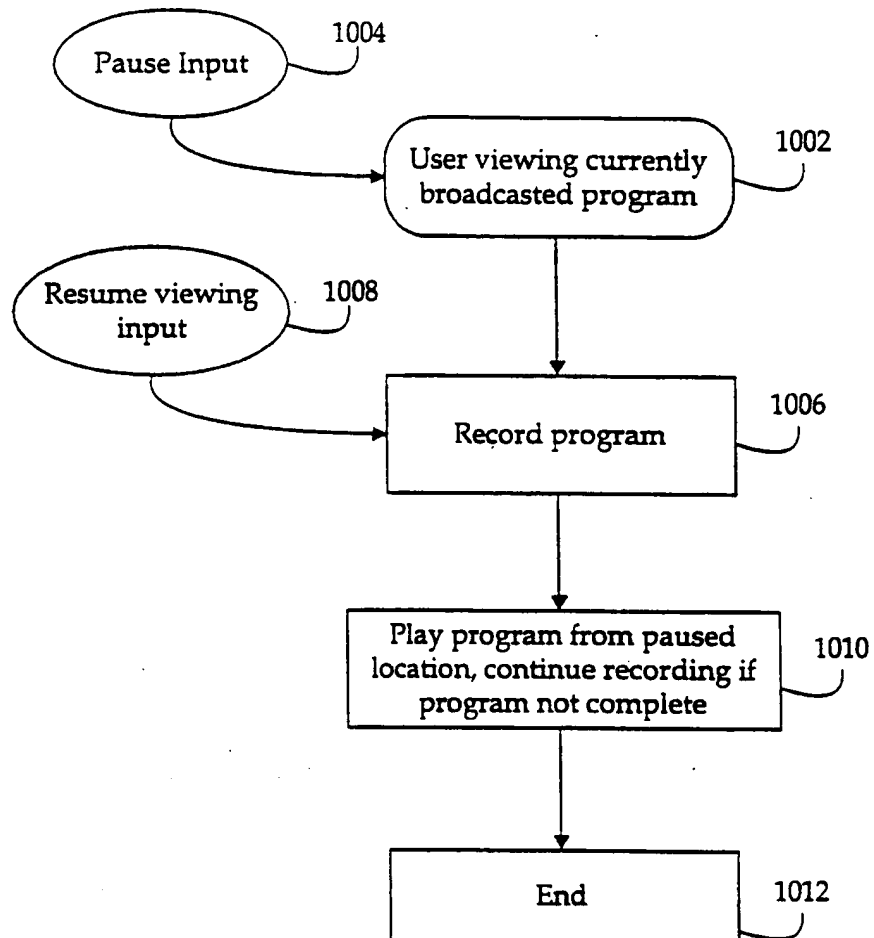 1004
Pause Input
User viewing currently
broadcasted program
1002
Resume viewing
input
1008
Record program
1006
Play program from paused
location, continue recording if
program not complete
1010
End
1012